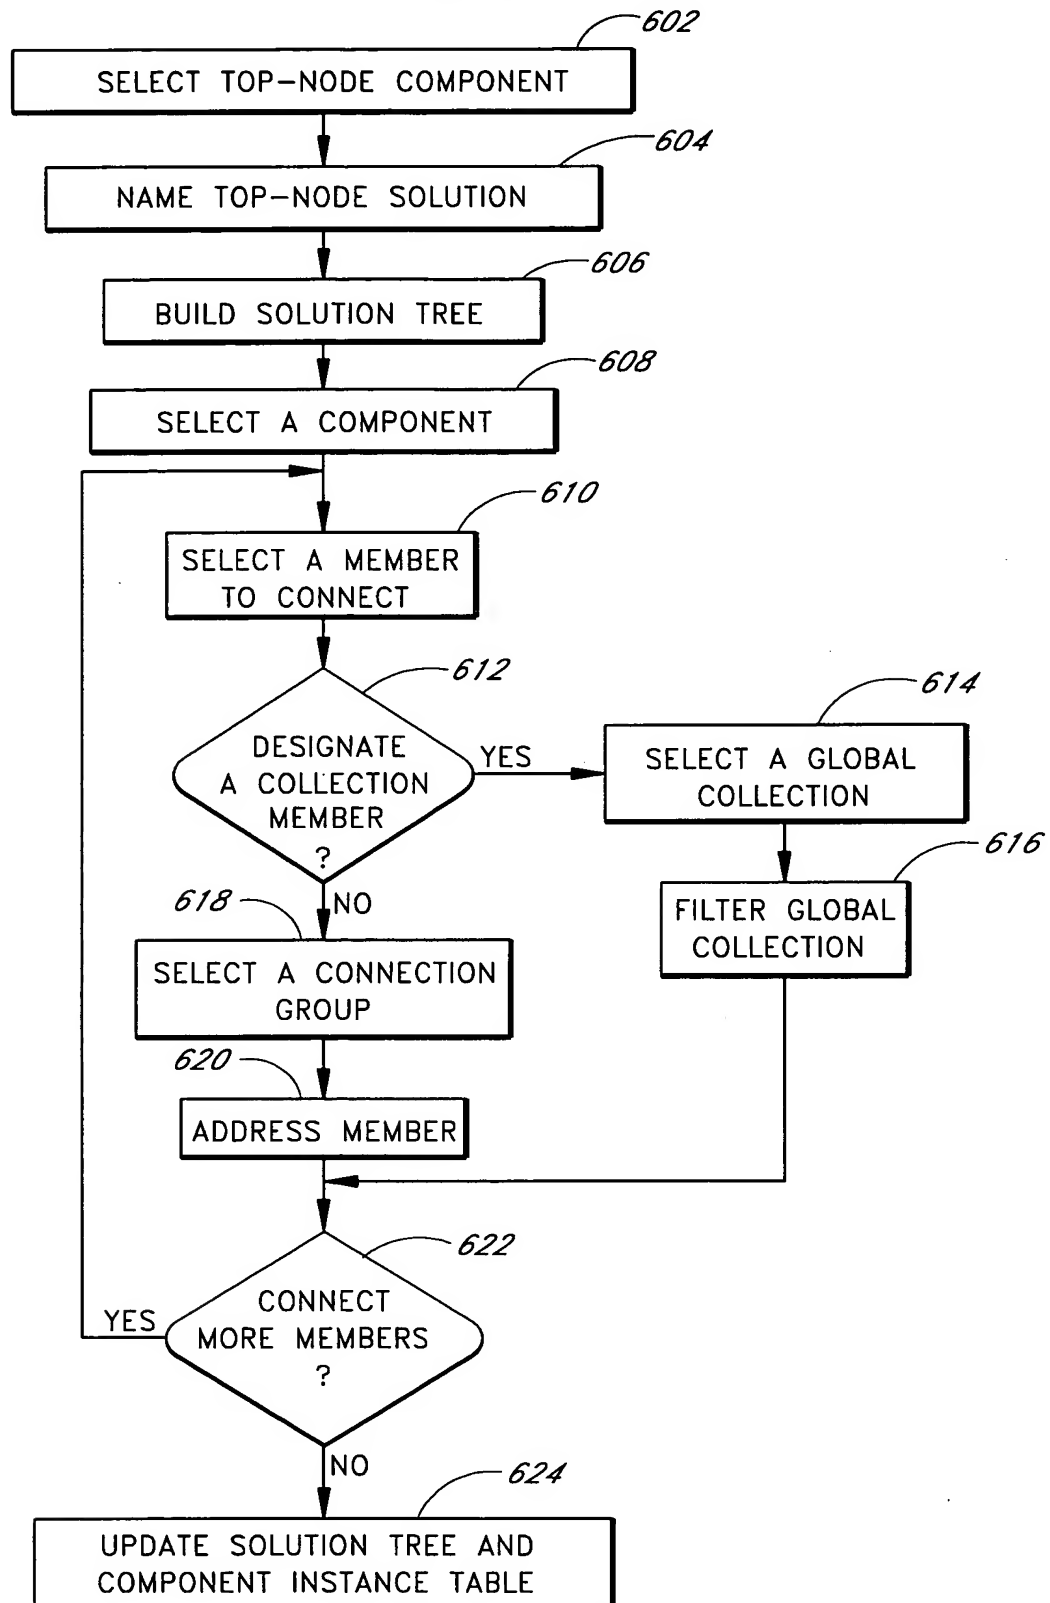 602
SELECT TOP-NODE COMPONENT
604
NAME TOP-NODE SOLUTION
606
BUILD SOLUTION TREE
608
SELECT A COMPONENT
610
SELECT A MEMBER
TO CONNECT
612
DESIGNATE
A COLLECTION
MEMBER
?
YES
614
SELECT A GLOBAL
COLLECTION
616
FILTER GLOBAL
COLLECTION
NO
618
SELECT A CONNECTION
GROUP
620
ADDRESS MEMBER
622
CONNECT
MORE MEMBERS
?
YES
NO
624
UPDATE SOLUTION TREE AND
COMPONENT INSTANCE TABLE